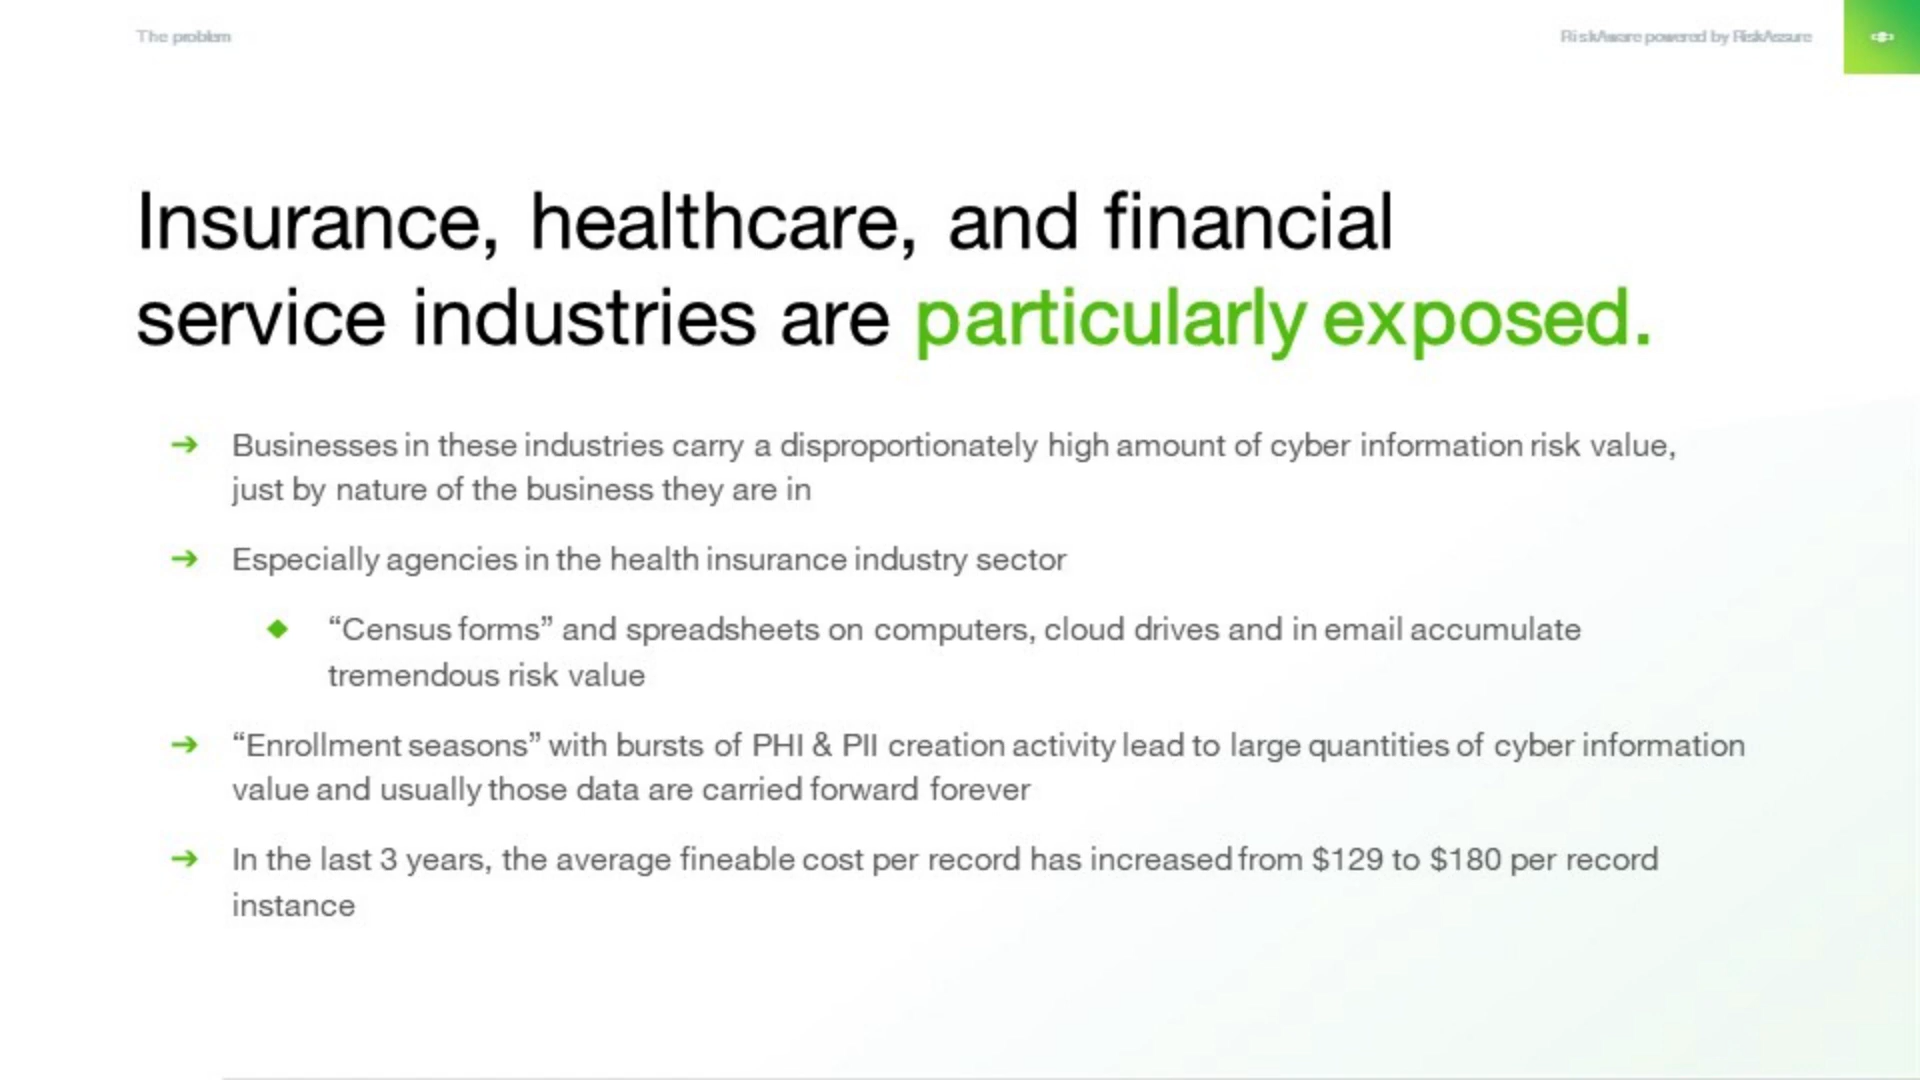 The problem
RiskAware powered by RiskAssure
Insurance, healthcare, and financial
service industries are particularly exposed.
➔ Businesses in these industries carry a disproportionately high amount of cyber information risk value,
just by nature of the business they are in
➔ Especially agencies in the health insurance industry sector
◆ “Census forms” and spreadsheets on computers, cloud drives and in email accumulate
tremendous risk value
➔ “Enrollment seasons” with bursts of PHI & PII creation activity lead to large quantities of cyber information
value and usually those data are carried forward forever
➔ In the last 3 years, the average fineable cost per record has increased from $129 to $180 per record
instance